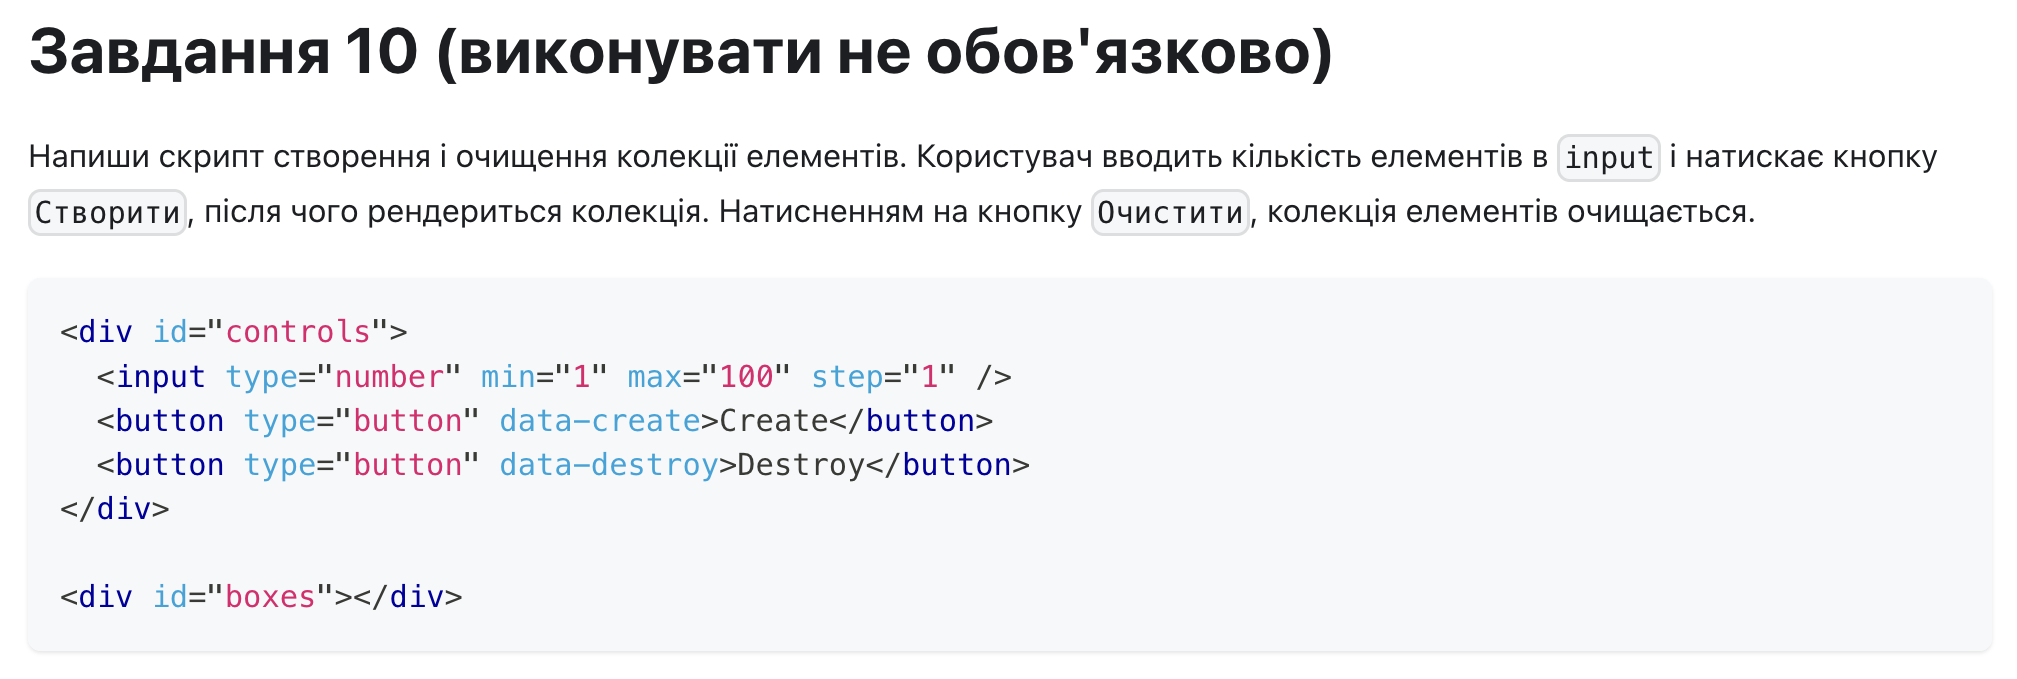 Завдання 10 (виконувати не обов'язково)
Напиши скрипт створення і очищення колекції елементів. Користувач вводить кількість елементів в input і натискає кнопку
Створити, після чого рендериться колекція. Натисненням на кнопку Очистити, колекція елементів очищається.
<div id="controls">
  <input type="number" min="1" max="100" step="1" />
  <button type="button" data-create>Create</button>
  <button type="button" data-destroy>Destroy</button>
</div>
<div id="boxes"></div>